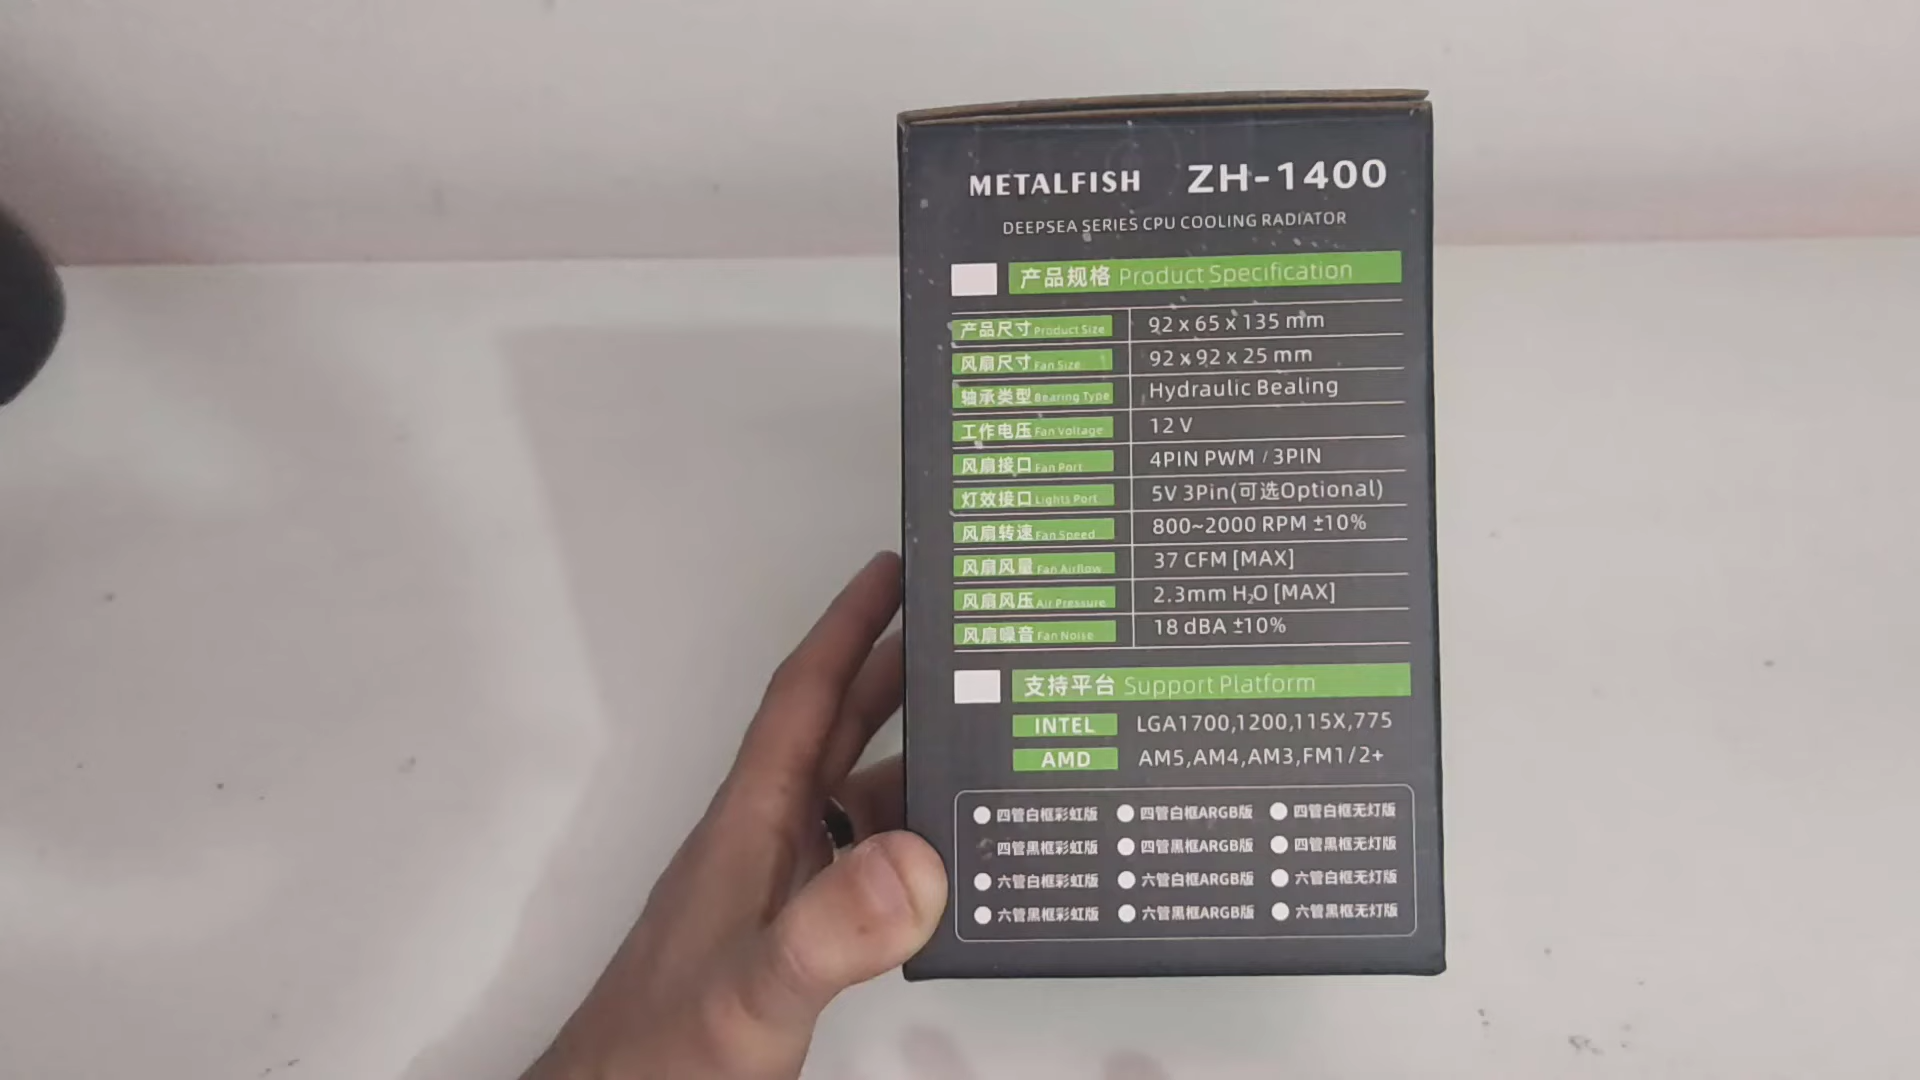 METALFISH ZH-1400
DEEPSEA SERIES CPU COOLING RADIATOR
产品规格 Product Specification
产品尺寸 Product Size 92 x 65 x 135 mm
风扇尺寸 Fan Size 92 x 92 x 25 mm
轴承类型 Bearing Type Hydraulic Bealing
工作电压 Fan Voltage 12 V
风扇接口 Fan Port 4PIN PWM / 3PIN
灯效接口 Lights Port 5V 3Pin(可选Optional)
风扇转速 Fan Speed 800~2000 RPM ±10%
风扇风量 Fan Airflow 37 CFM [MAX]
风扇风压 Air Pressure 2.3mm H₂O [MAX]
风扇噪音 Fan Noise 18 dBA ±10%
支持平台 Support Platform
INTEL LGA1700,1200,115X,775
AMD AM5,AM4,AM3,FM1/2+
四管白框彩虹版 四管白框ARGB版 四管白框无灯版
四管黑框彩虹版 四管黑框ARGB版 四管黑框无灯版
六管白框彩虹版 六管白框ARGB版 六管白框无灯版
六管黑框彩虹版 六管黑框ARGB版 六管黑框无灯版